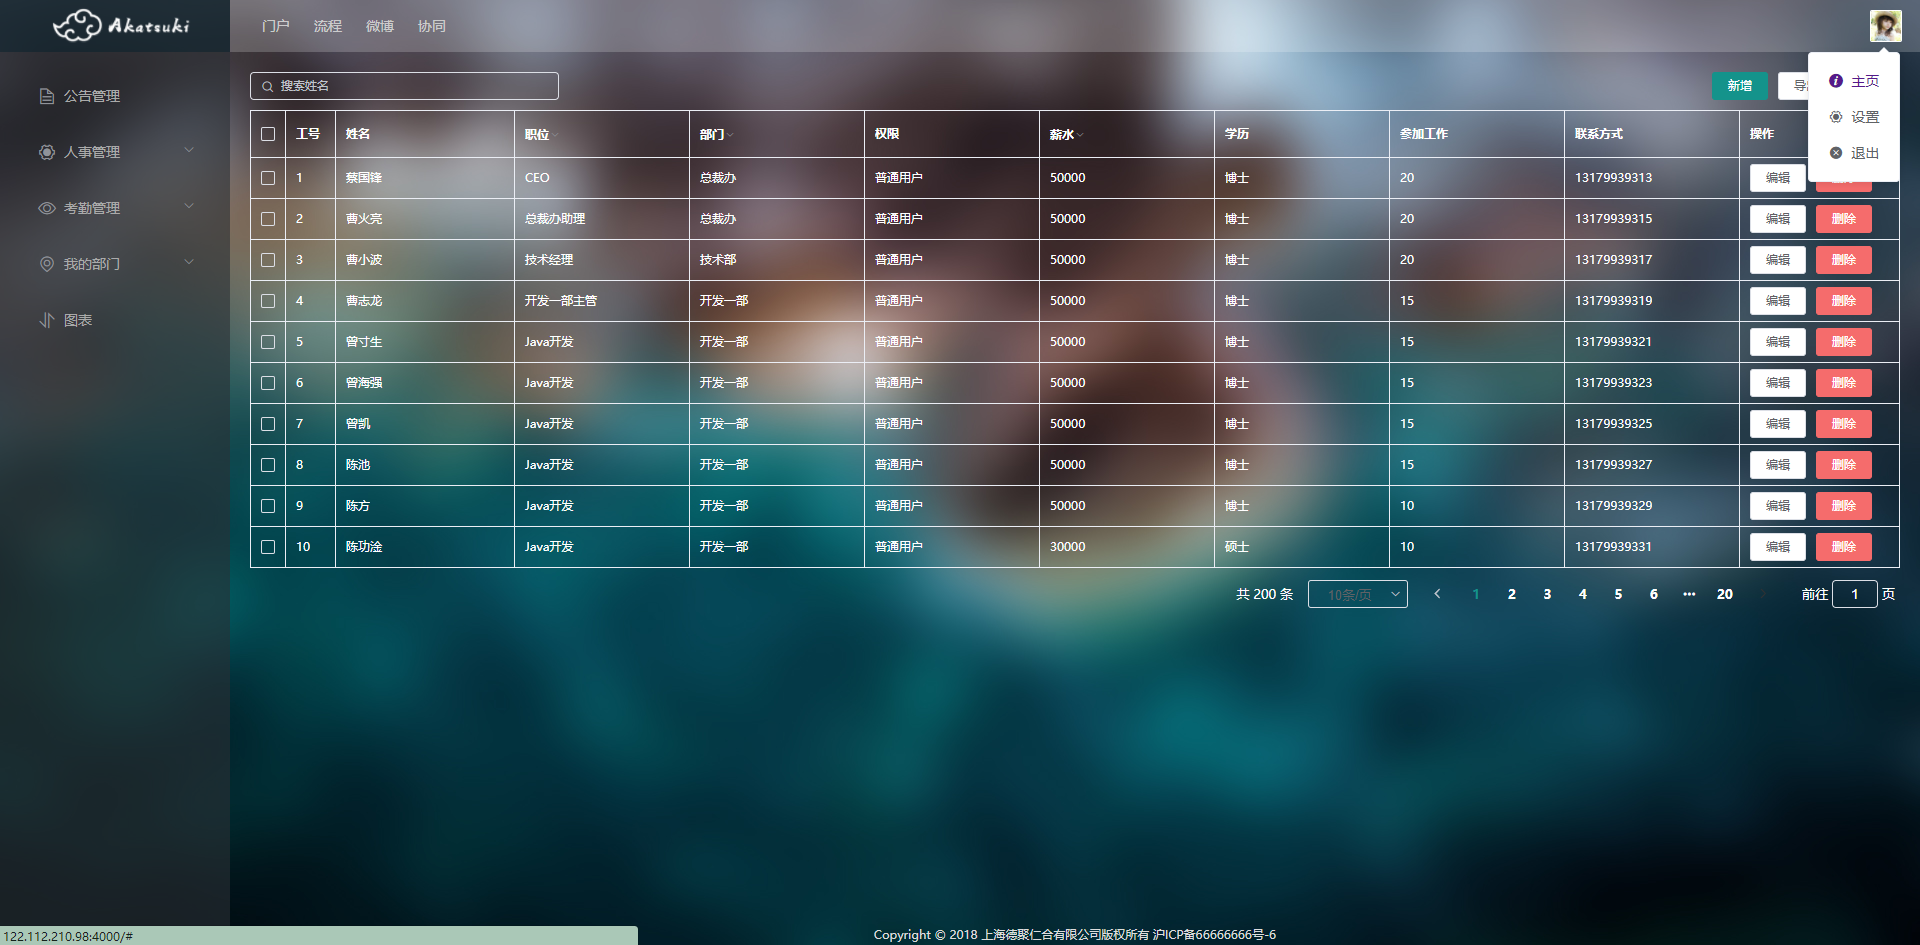 Akatsuki
门户 流程 微博 协同
公告管理
人事管理
考勤管理
我的部门
图表
搜索姓名
新增
主页
设置
退出
工号 姓名 职位 部门 权限 薪水 学历 参加工作 联系方式 操作
1 蔡国锋 CEO 总裁办 普通用户 50000 博士 20 13179939313 编辑
2 曹火亮 总裁办助理 总裁办 普通用户 50000 博士 20 13179939315 编辑 删除
3 曹小波 技术经理 技术部 普通用户 50000 博士 20 13179939317 编辑 删除
4 曹志龙 开发一部主管 开发一部 普通用户 50000 博士 15 13179939319 编辑 删除
5 曾寸生 Java开发 开发一部 普通用户 50000 博士 15 13179939321 编辑 删除
6 曾海强 Java开发 开发一部 普通用户 50000 博士 15 13179939323 编辑 删除
7 曾凯 Java开发 开发一部 普通用户 50000 博士 15 13179939325 编辑 删除
8 陈池 Java开发 开发一部 普通用户 50000 博士 15 13179939327 编辑 删除
9 陈方 Java开发 开发一部 普通用户 50000 博士 10 13179939329 编辑 删除
10 陈功淦 Java开发 开发一部 普通用户 30000 硕士 10 13179939331 编辑 删除
共 200 条 10条/页 1 2 3 4 5 6 ••• 20 前往 1 页
122.112.210.98:4000/#
Copyright © 2018 上海德聚仁合有限公司版权所有 沪ICP备66666666号-6